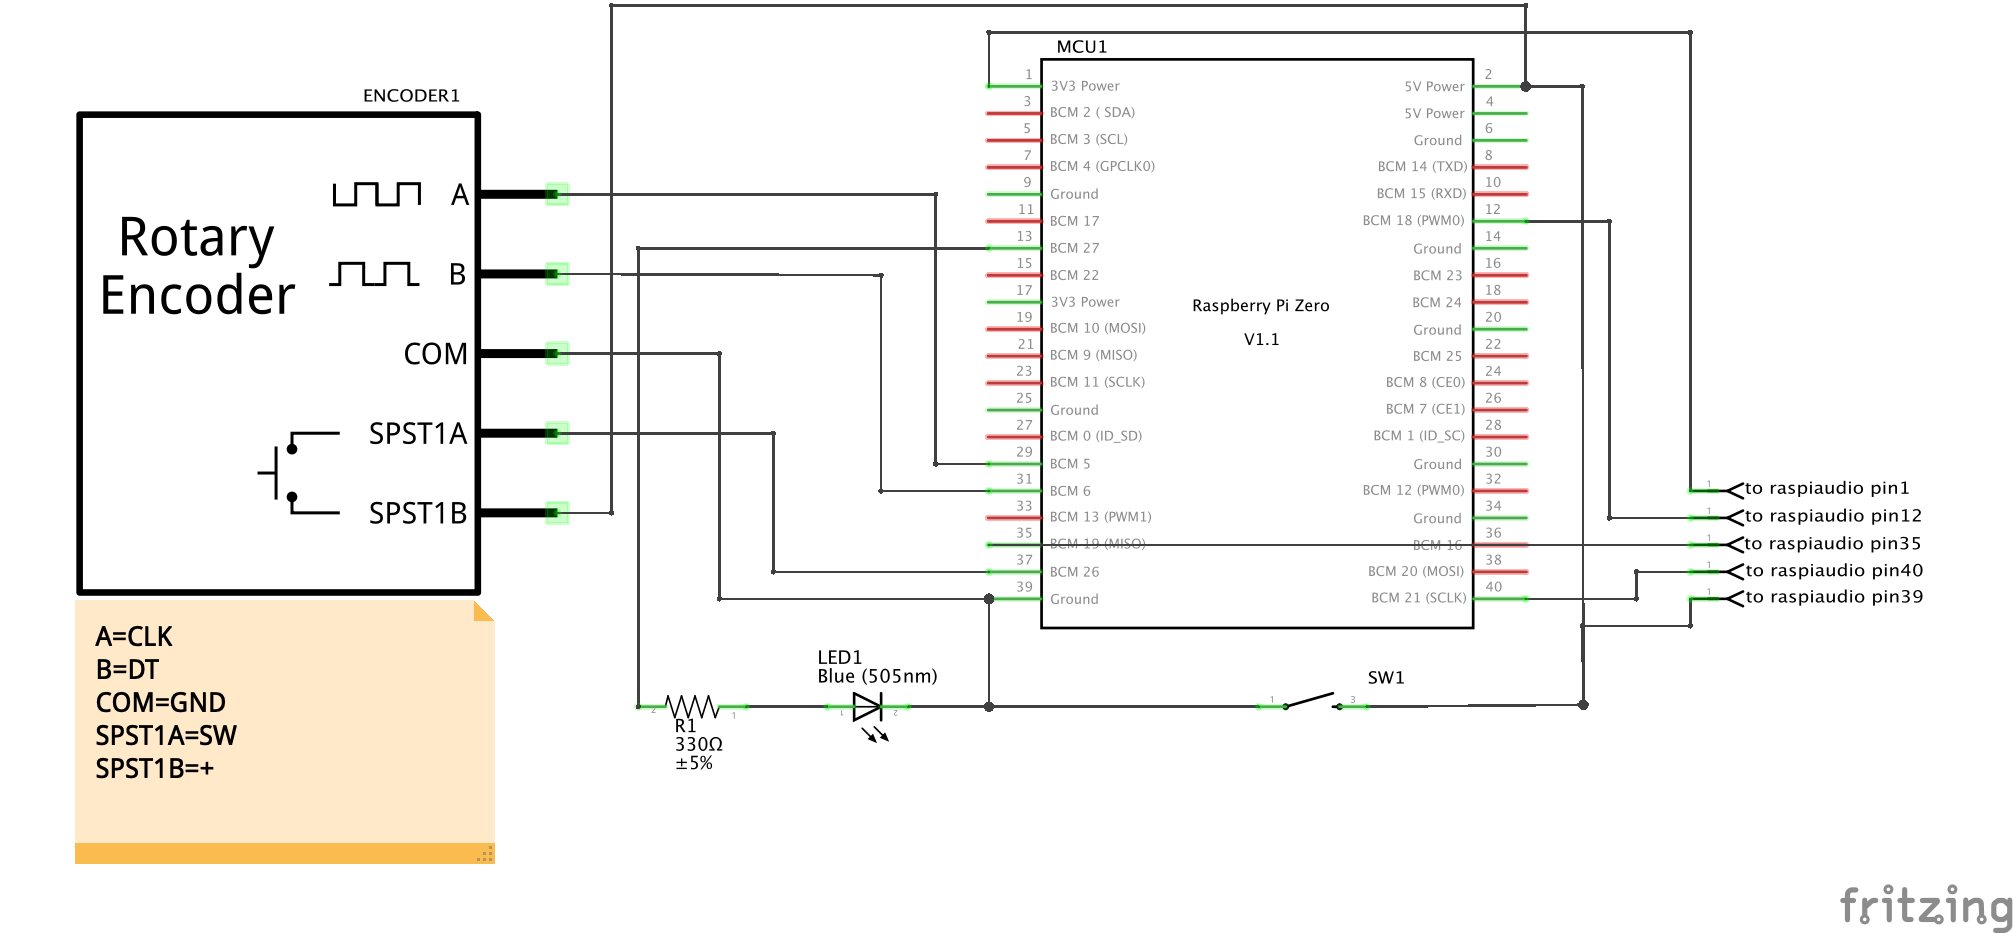 MCU1
ENCODER1
Rotary
Encoder
A
B
COM
SPST1A
SPST1B
A=CLK
B=DT
COM=GND
SPST1A=SW
SPST1B=+
1 3V3 Power 5V Power 2
3 BCM 2 ( SDA) 5V Power 4
5 BCM 3 (SCL) Ground 6
7 BCM 4 (GPCLK0) BCM 14 (TXD) 8
9 Ground BCM 15 (RXD) 10
11 BCM 17 BCM 18 (PWM0) 12
13 BCM 27 Ground 14
15 BCM 22 BCM 23 16
17 3V3 Power BCM 24 18
19 BCM 10 (MOSI) Ground 20
21 BCM 9 (MISO) BCM 25 22
23 BCM 11 (SCLK) BCM 8 (CE0) 24
25 Ground BCM 7 (CE1) 26
27 BCM 0 (ID_SD) BCM 1 (ID_SC) 28
29 BCM 5 Ground 30
31 BCM 6 BCM 12 (PWM0) 32
33 BCM 13 (PWM1) Ground 34
35 BCM 19 (MISO) BCM 16 36
37 BCM 26 BCM 20 (MOSI) 38
39 Ground BCM 21 (SCLK) 40
Raspberry Pi Zero
V1.1
1 to raspiaudio pin1
1 to raspiaudio pin12
1 to raspiaudio pin35
1 to raspiaudio pin40
1 to raspiaudio pin39
LED1
Blue (505nm)
1 2
SW1
1 3
2 1
R1
330Ω
±5%
fritzing